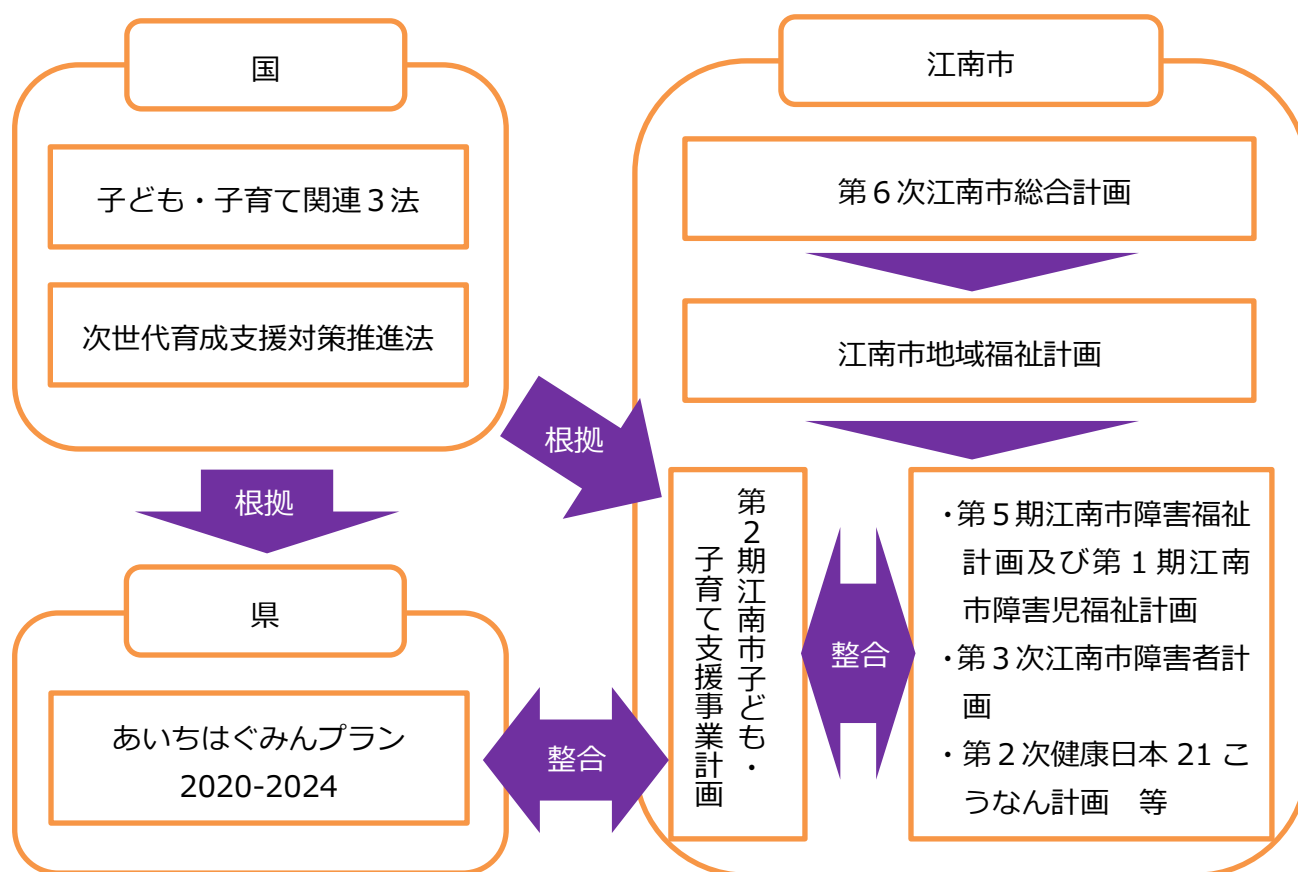 国
子ども・子育て関連３法
次世代育成支援対策推進法
根拠
根拠
県
あいちはぐみんプラン
2020-2024
整合
江南市
第６次江南市総合計画
江南市地域福祉計画
第２期江南市子ども・
子育て支援事業計画
整合
・第５期江南市障害福祉
計画及び第１期江南
市障害児福祉計画
・第３次江南市障害者計
画
・第２次健康日本 21 こ
うなん計画　等